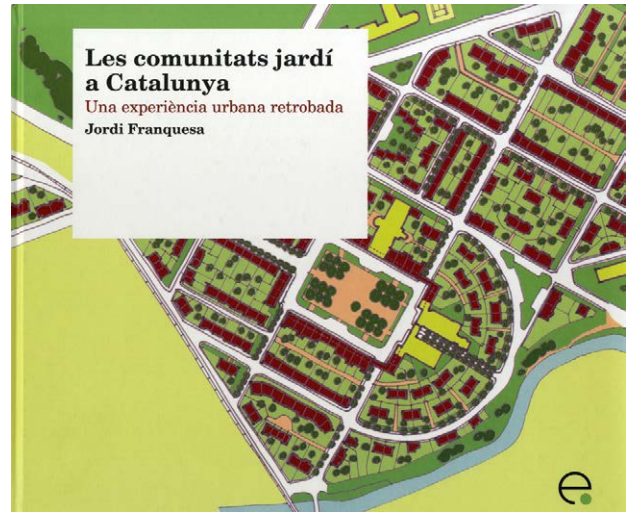 Les comunitats jardí
a Catalunya
Una experiència urbana retrobada
Jordi Franquesa
e.